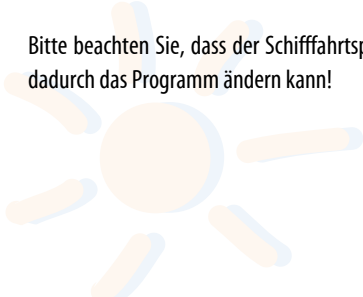 Bitte beachten Sie, dass der Schifffahrtsp
dadurch das Programm ändern kann!